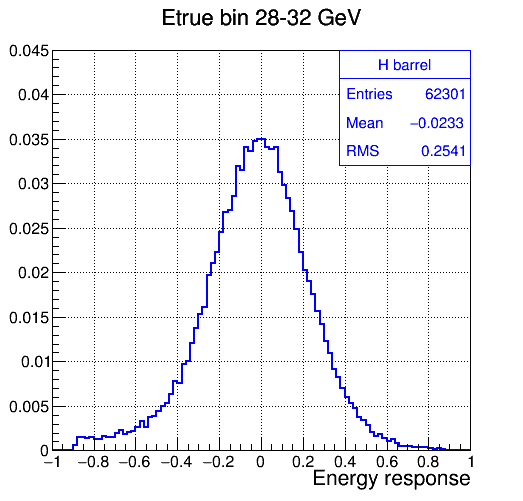 Etrue bin 28-32 GeV
H barrel
Entries 62301
Mean −0.0233
RMS 0.2541
0.045
0.04
0.035
0.03
0.025
0.02
0.015
0.01
0.005
0
−1 −0.8 −0.6 −0.4 −0.2 0 0.2 0.4 0.6 0.8 1
Energy response